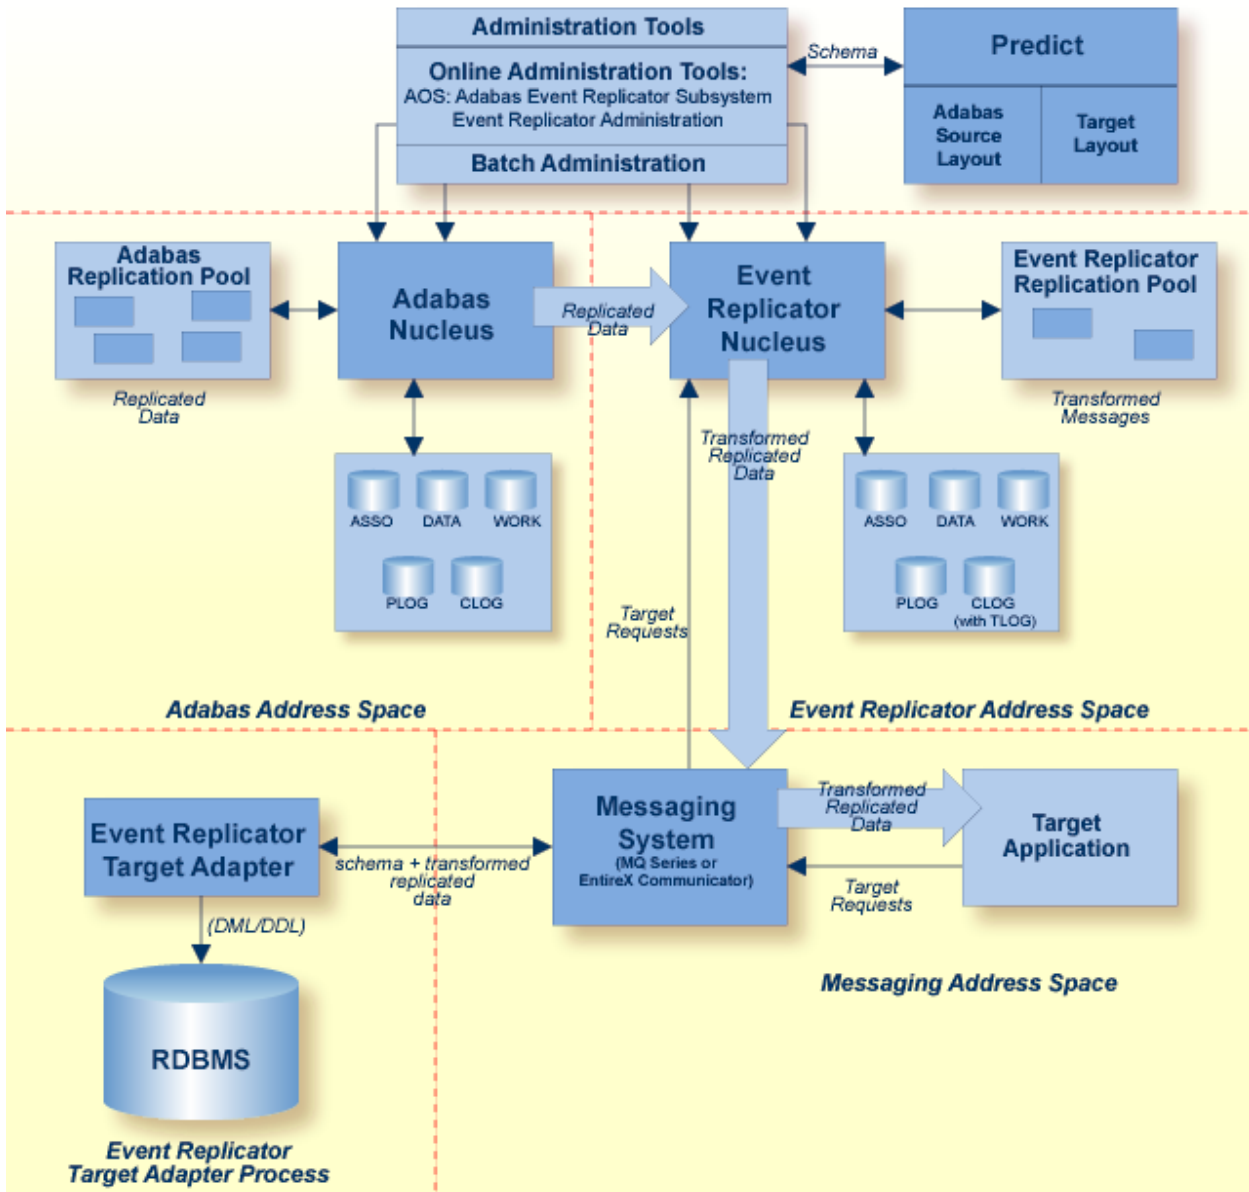 Administration Tools
Online Administration Tools:
AOS: Adabas Event Replicator Subsystem
Event Replicator Administration
Batch Administration
Schema
Predict
Adabas
Source
Layout
Target
Layout
Adabas
Replication Pool
Replicated
Data
Adabas
Nucleus
Replicated
Data
Event
Replicator
Nucleus
Event Replicator
Replication Pool
Transformed
Messages
ASSO
DATA
WORK
PLOG
CLOG
Transformed
Replicated
Data
Target
Requests
ASSO
DATA
WORK
PLOG
CLOG
(with TLOG)
Adabas Address Space
Event Replicator Address Space
Event Replicator
Target Adapter
schema + transformed
replicated
data
(DML/DDL)
RDBMS
Event Replicator
Target Adapter Process
Messaging
System
(MQ Series or
EntireX Communicator)
Transformed
Replicated
Data
Target
Requests
Target
Application
Messaging Address Space